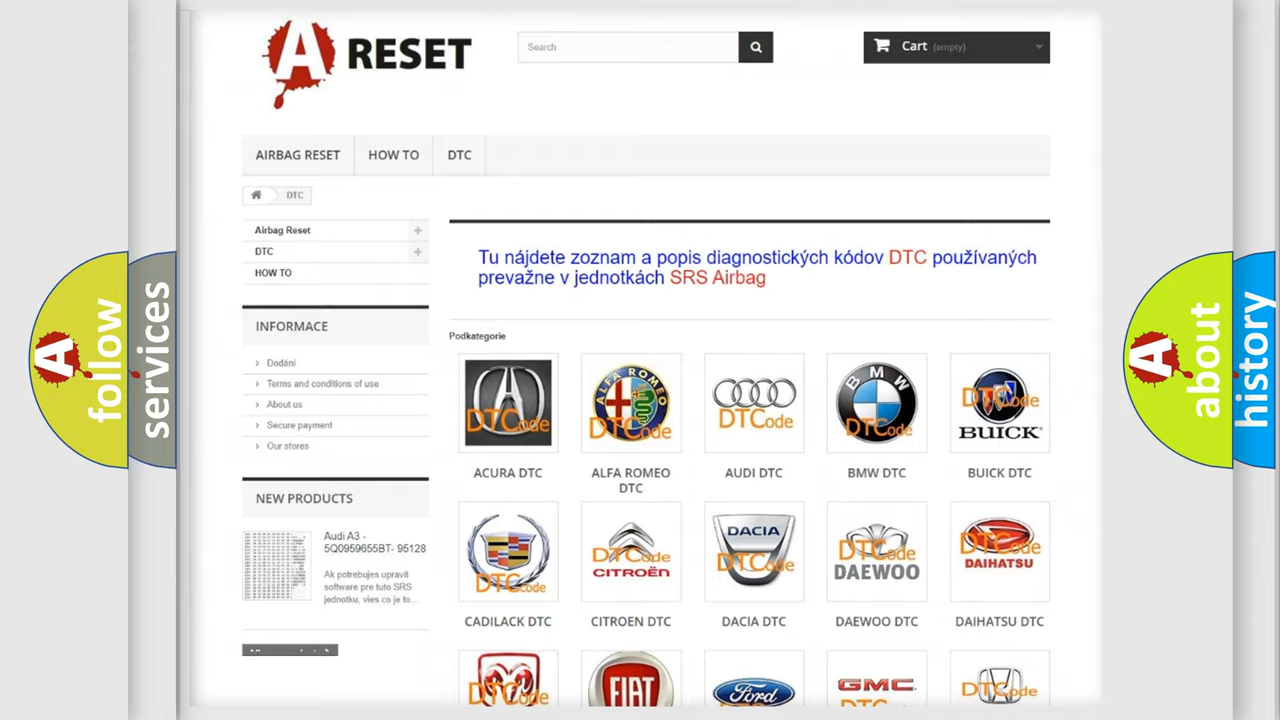 A RESET
Search
Cart (empty)
AIRBAG RESET
HOW TO
DTC
DTC
Airbag Reset
DTC
HOW TO
INFORMACE
Dodání
Terms and conditions of use
About us
Secure payment
Our stores
NEW PRODUCTS
Audi A3 -
5Q0959655BT- 95128
Ak potrebujes upravit
software pre tuto SRS
jednotku, vies co je to...
Tu nájdete zoznam a popis diagnostických kódov DTC používaných
prevažne v jednotkách SRS Airbag
Podkategorie
DTCode
ALFA ROMEO
DTCode
DTCode
BMW
DTCode
DTCode
BUICK
ACURA DTC
ALFA ROMEO
DTC
AUDI DTC
BMW DTC
BUICK DTC
DTCode
DTCode
CITROËN
DACIA
DTCode
DTCode
DAEWOO
DTCode
DAIHATSU
CADILACK DTC
CITROEN DTC
DACIA DTC
DAEWOO DTC
DAIHATSU DTC
DTCode
FIAT
Ford
GMC
DTCode
A follow
services
A about
history